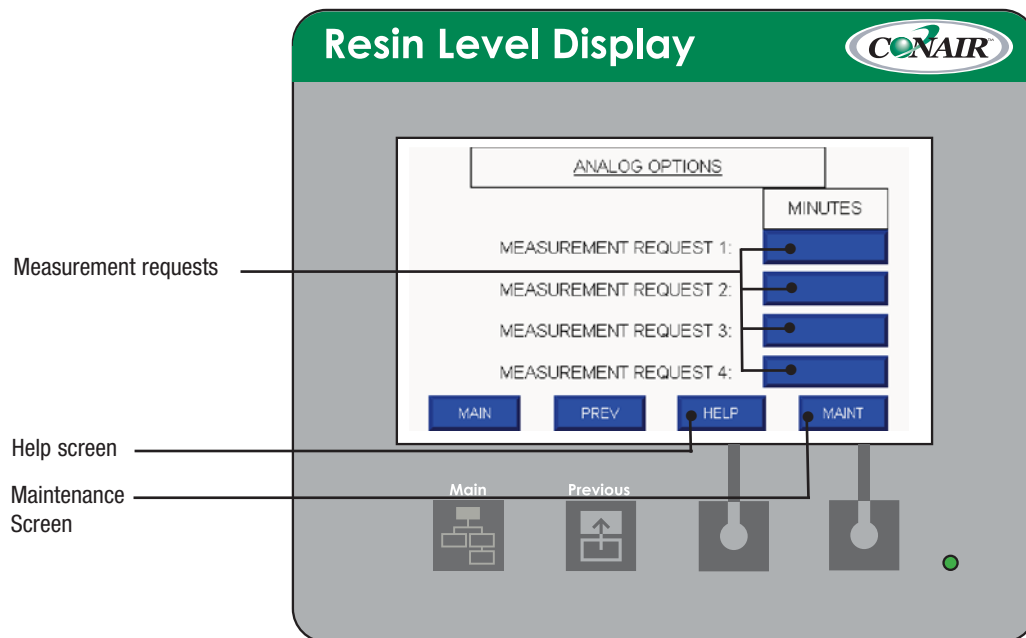 Resin Level Display
CONAIR
ANALOG OPTIONS
MINUTES
MEASUREMENT REQUEST 1:
MEASUREMENT REQUEST 2:
MEASUREMENT REQUEST 3:
MEASUREMENT REQUEST 4:
MAIN
PREV
HELP
MAINT
Measurement requests
Help screen
Maintenance
Screen
Main
Previous